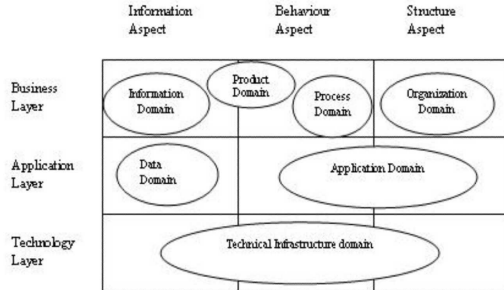 Information Aspect
Behaviour Aspect
Structure Aspect
Business Layer
Information Domain
Product Domain
Process Domain
Organization Domain
Application Layer
Data Domain
Application Domain
Technology Layer
Technical Infrastructure domain